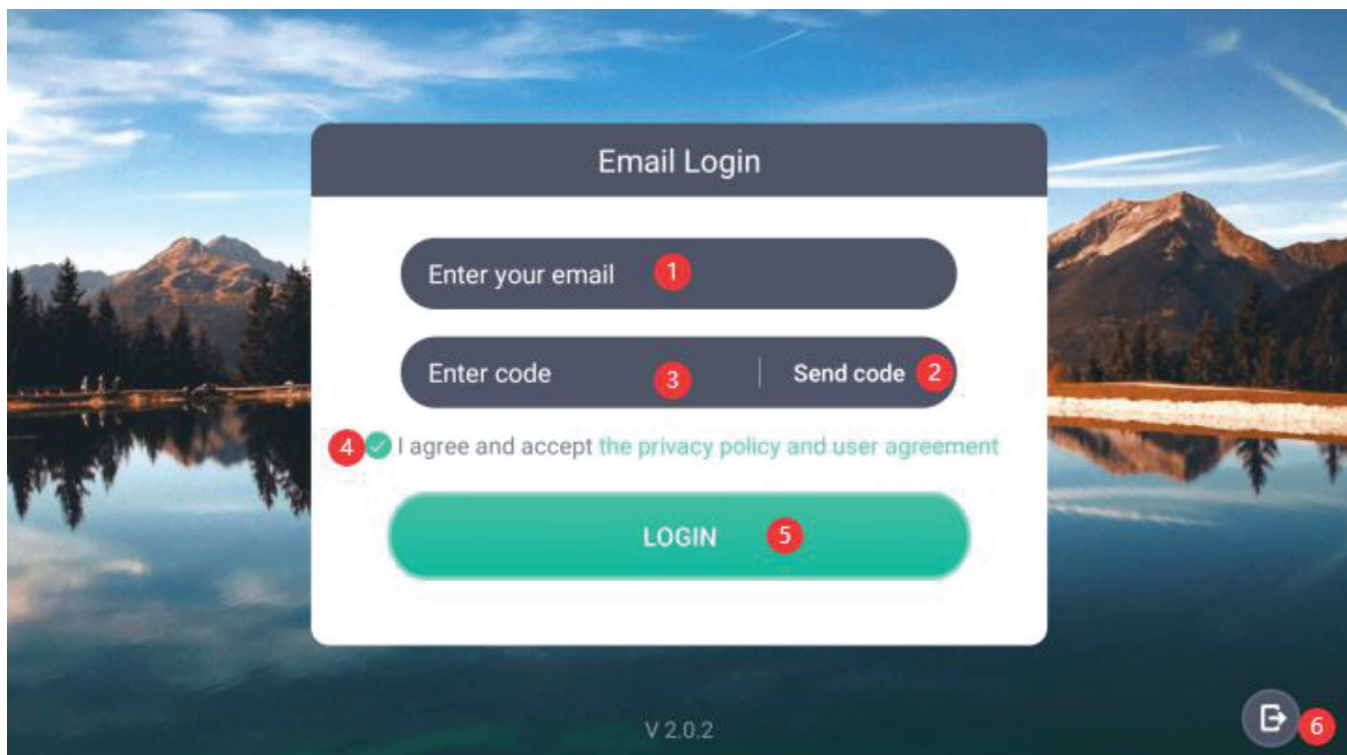 Email Login
Enter your email 1
Enter code 3 Send code 2
4 I agree and accept the privacy policy and user agreement
LOGIN 5
V 2.0.2
6